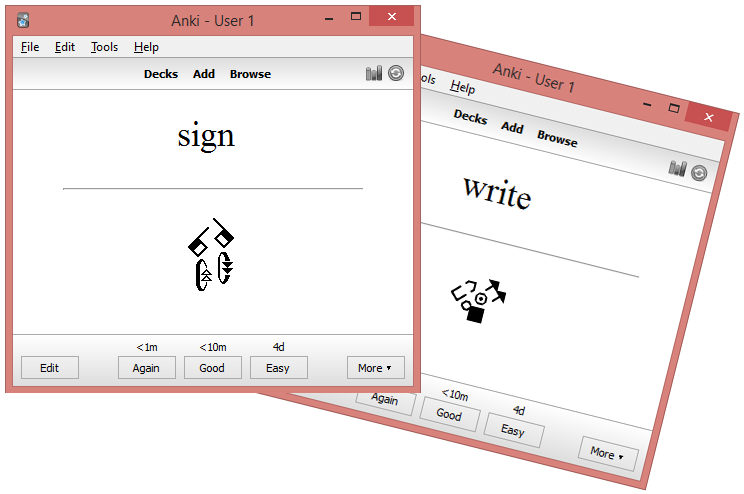 Anki - User 1
File Edit Tools Help
Decks Add Browse
sign
<1m <10m 4d
Edit Again Good Easy More ▾
Anki - User 1
ols Help
Decks Add Browse
write
<10m 4d
Again Good Easy More ▾